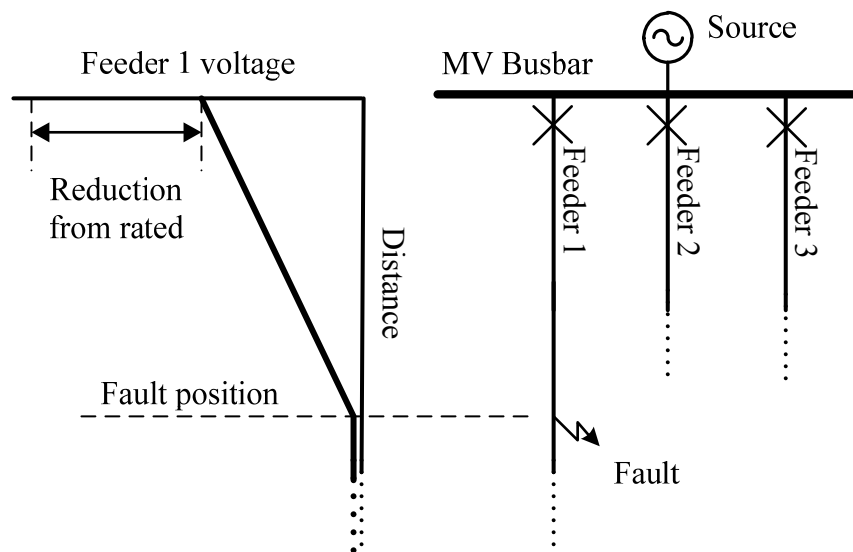 Feeder 1 voltage
Reduction
from rated
Distance
Fault position
Source
MV Busbar
Feeder 1
Feeder 2
Feeder 3
Fault